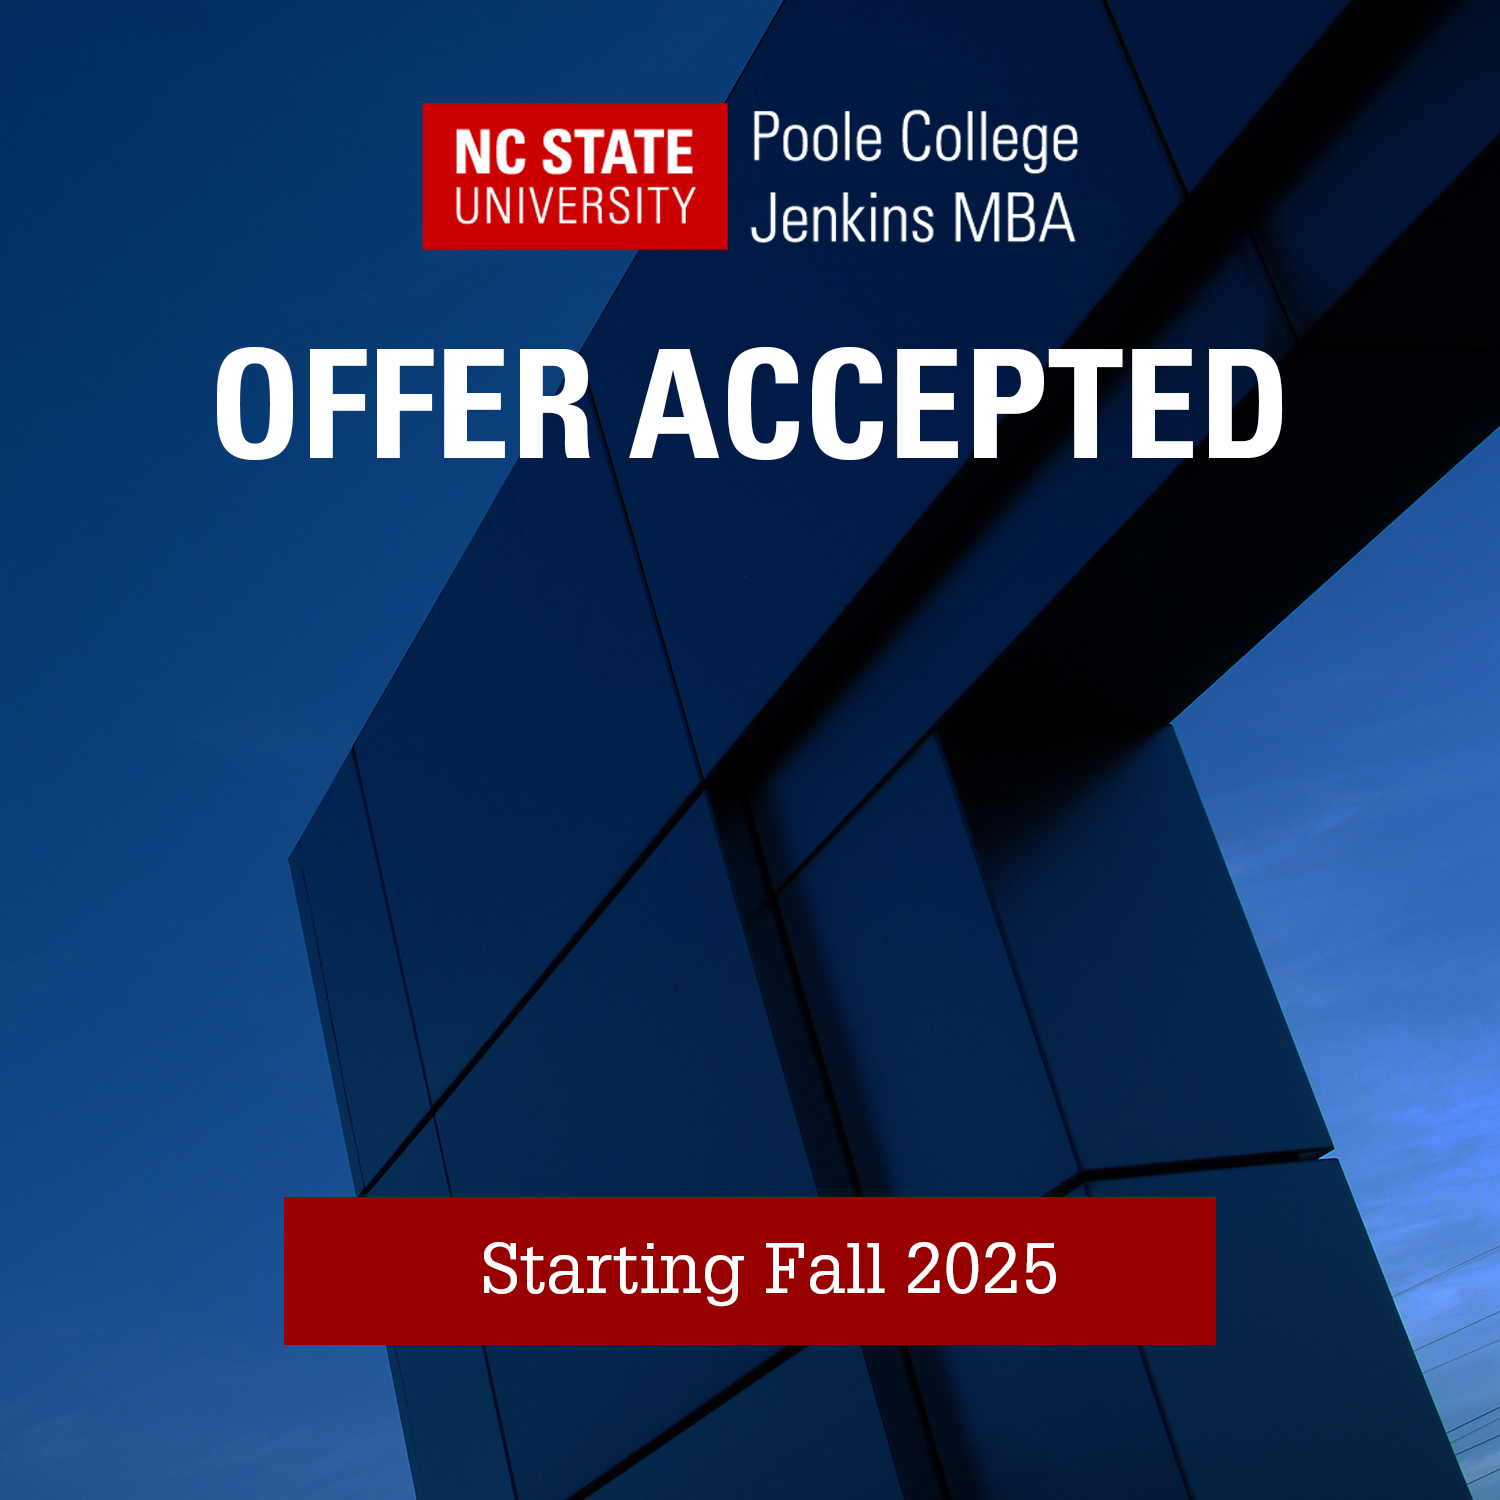 NC STATE
UNIVERSITY
Poole College
Jenkins MBA
OFFER ACCEPTED
Starting Fall 2025